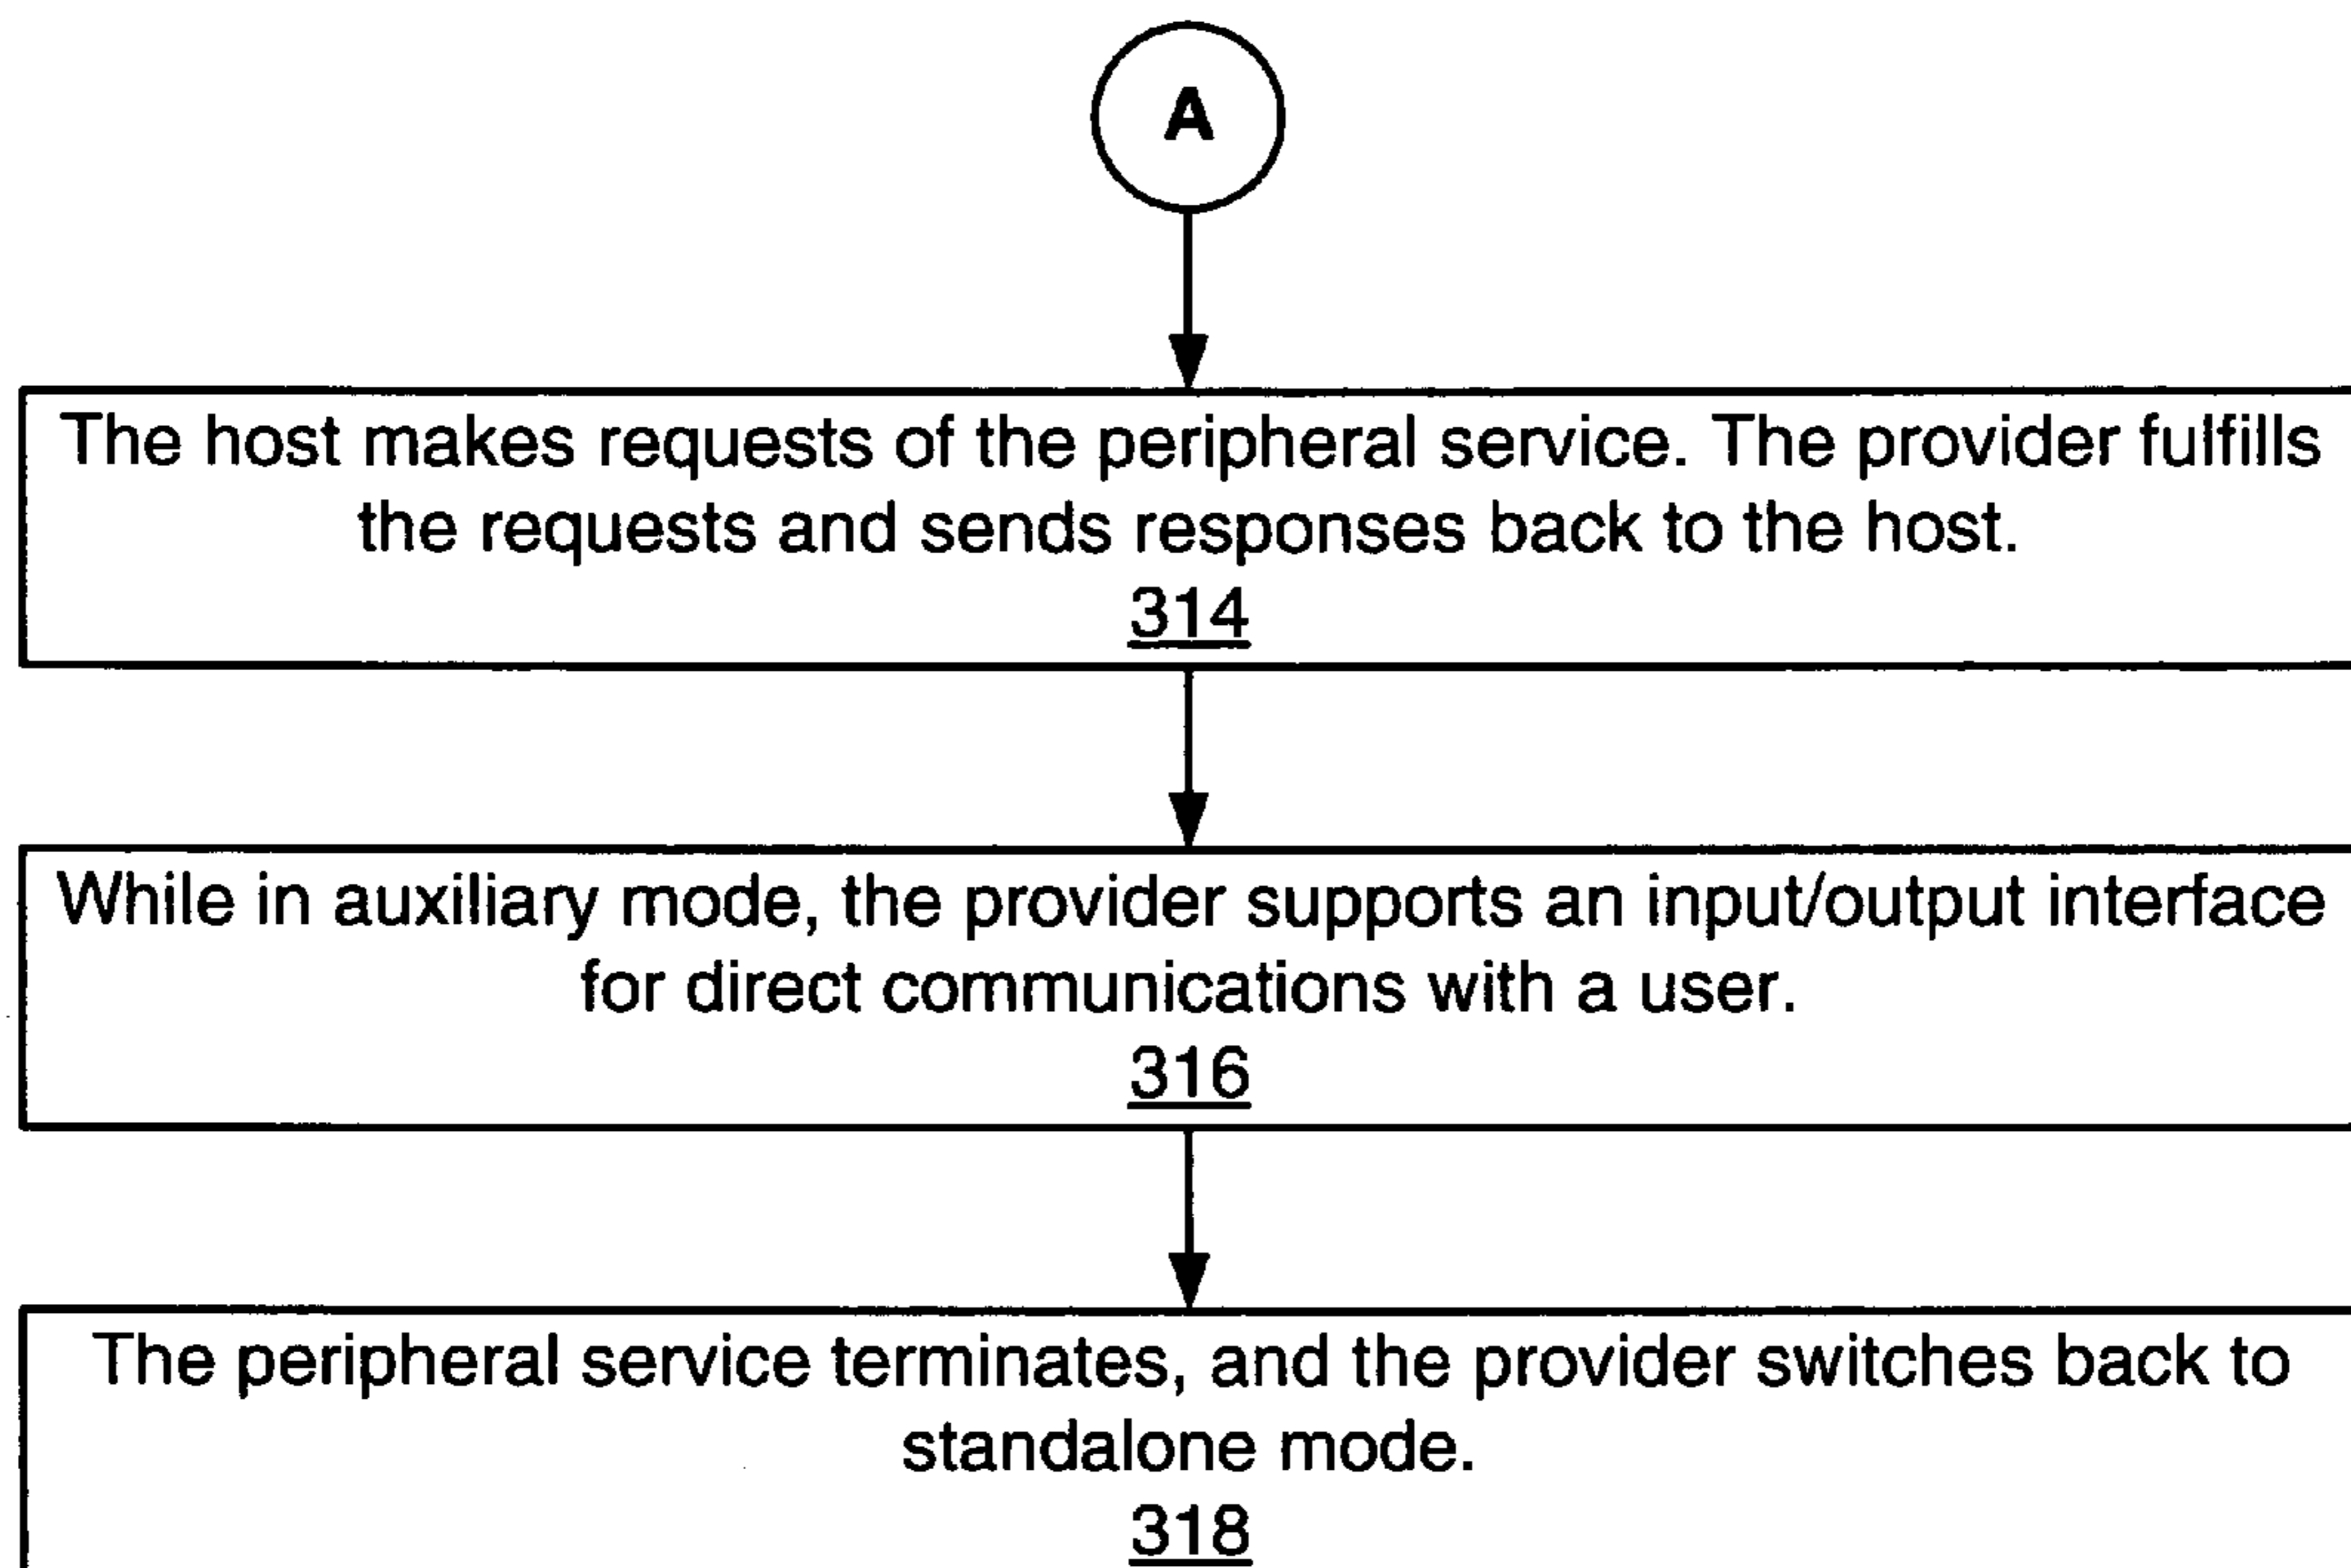 A
The host makes requests of the peripheral service. The provider fulfills
the requests and sends responses back to the host.
314
While in auxiliary mode, the provider supports an input/output interface
for direct communications with a user.
316
The peripheral service terminates, and the provider switches back to
standalone mode.
318